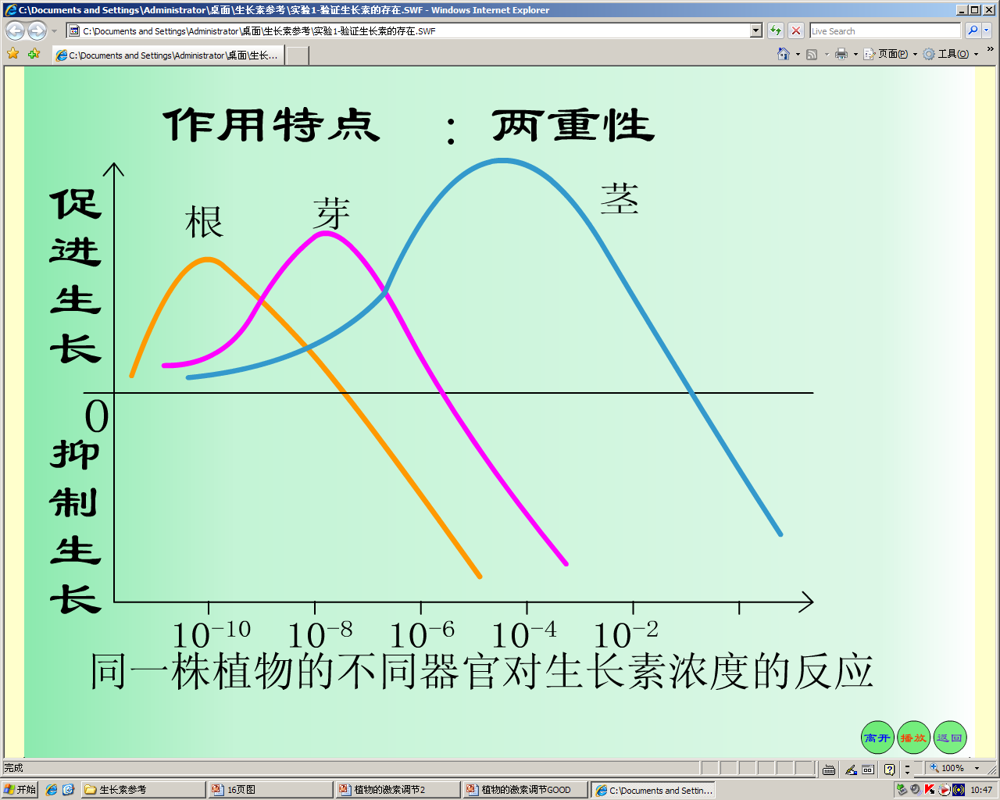 C:\Documents and Settings\Administrator\桌面\生长素参考\实验1-验证生长素的存在.SWF - Windows Internet Explorer
C:\Documents and Settings\Administrator\桌面\生长素参考\实验1-验证生长素的存在.SWF
Live Search
C:\Documents and Settings\Administrator\桌面\生长...
页面(P)
工具(O)
作用特点 ：两重性
促进生长
根
芽
茎
0
抑制生长
10⁻¹⁰ 10⁻⁸ 10⁻⁶ 10⁻⁴ 10⁻²
同一株植物的不同器官对生长素浓度的反应
离开 播放 返回
完成
100%
开始
生长素参考
16页图
植物的激素调节2
植物的激素调节GOOD
C:\Documents and Settin...
10:47